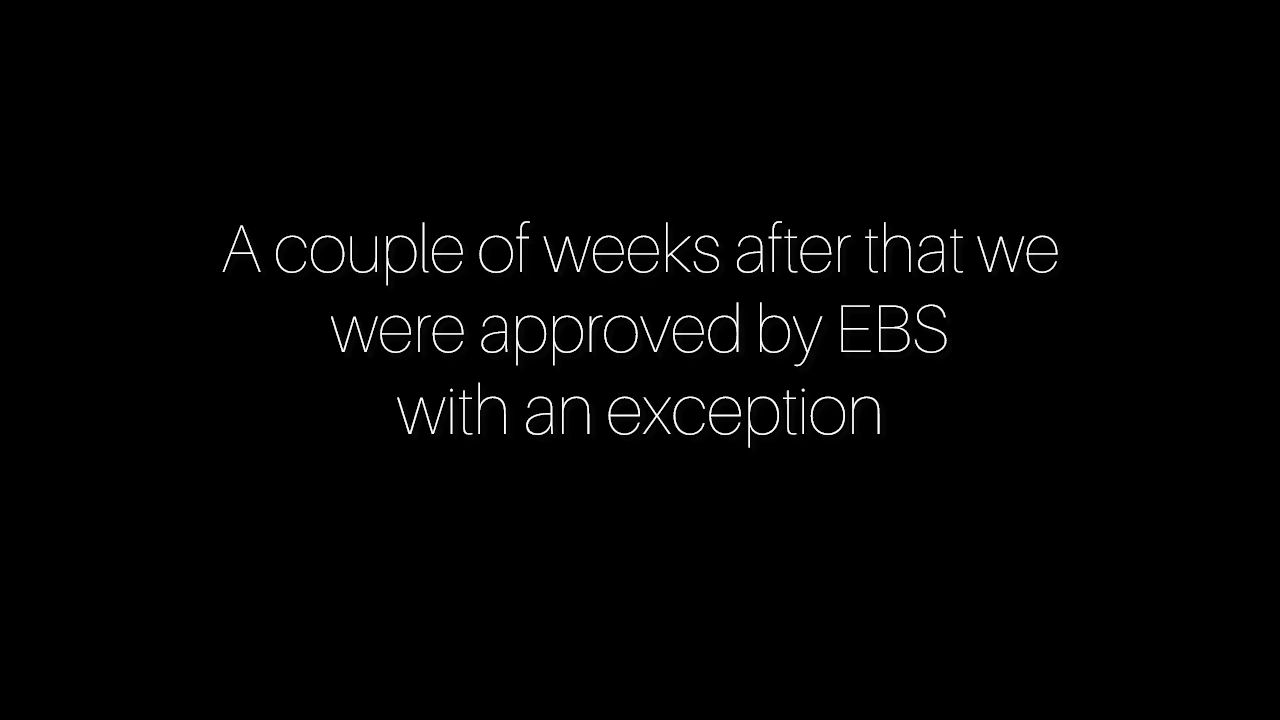 A couple of weeks after that we
were approved by EBS
with an exception